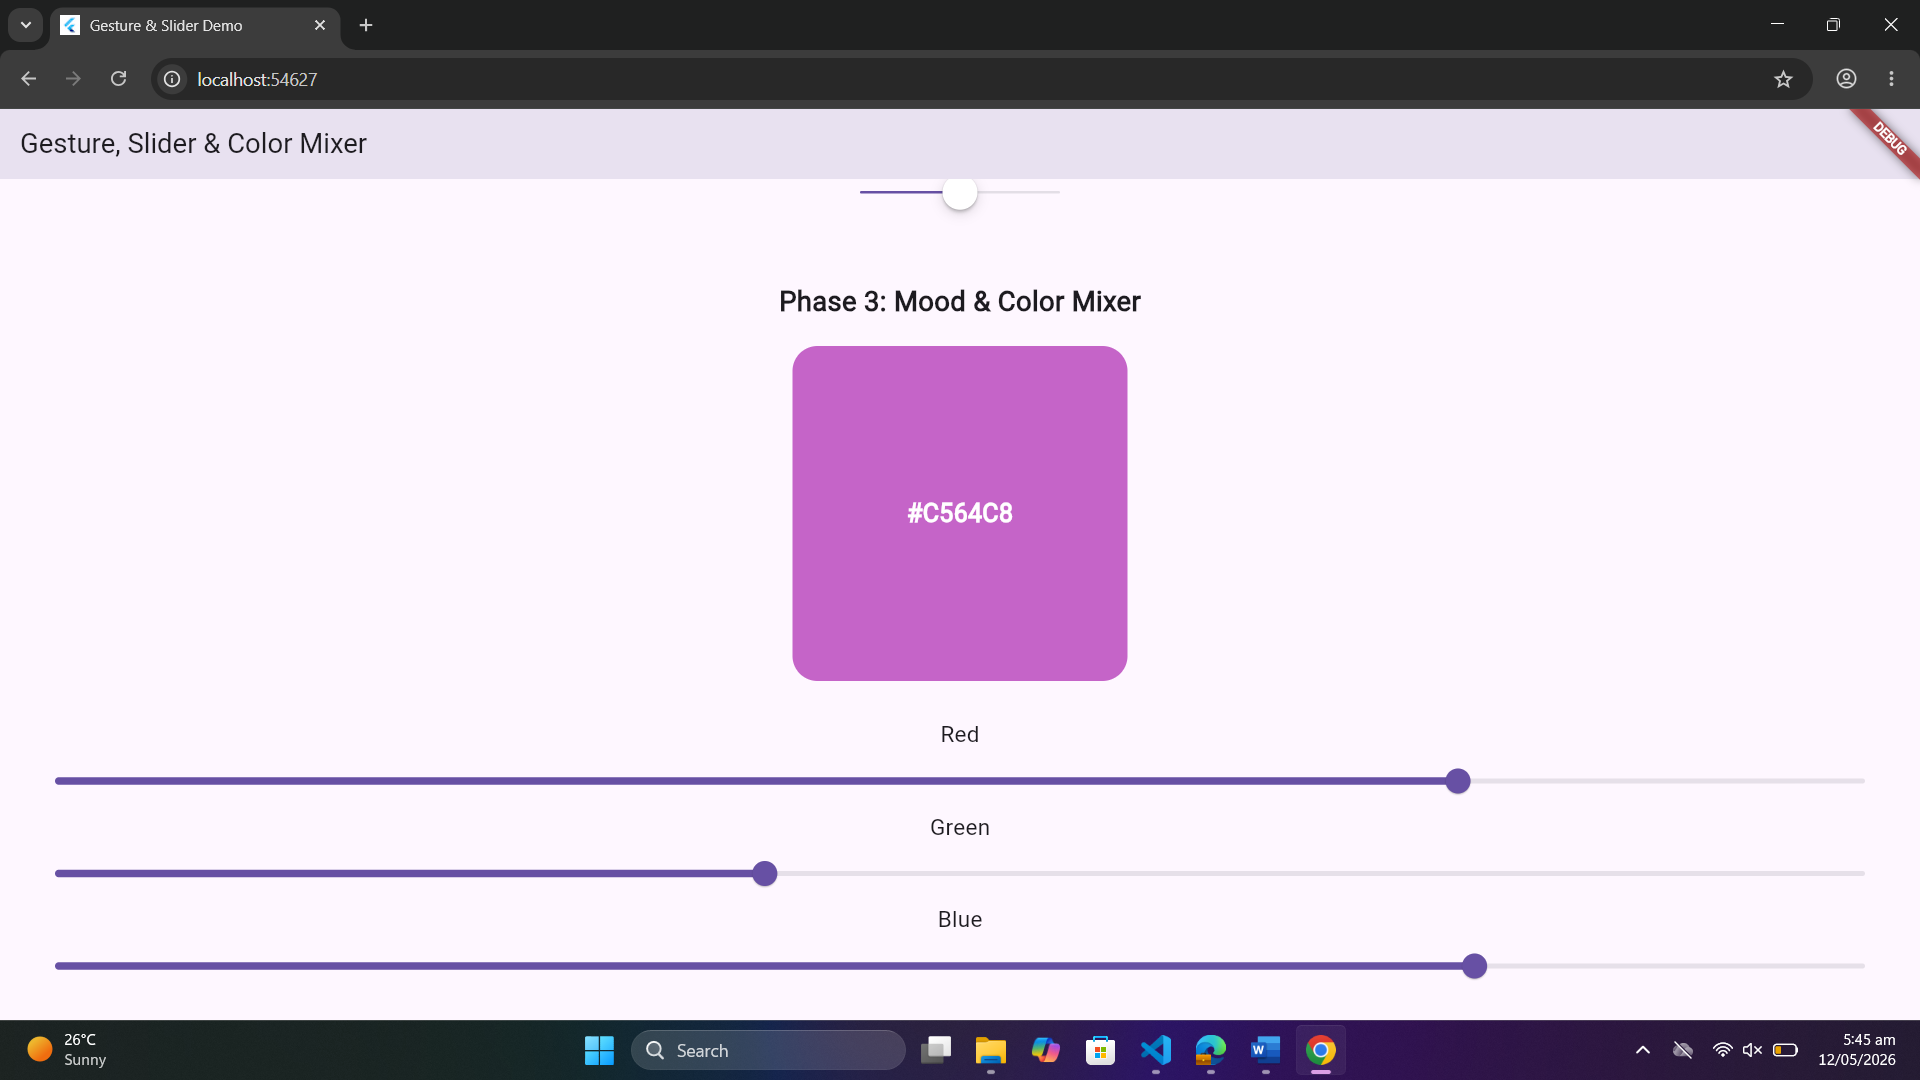 Gesture & Slider Demo
localhost:54627
Gesture, Slider & Color Mixer
DEBUG
Phase 3: Mood & Color Mixer
#C564C8
Red
Green
Blue
26°C
Sunny
Search
W
5:45 am
12/05/2026